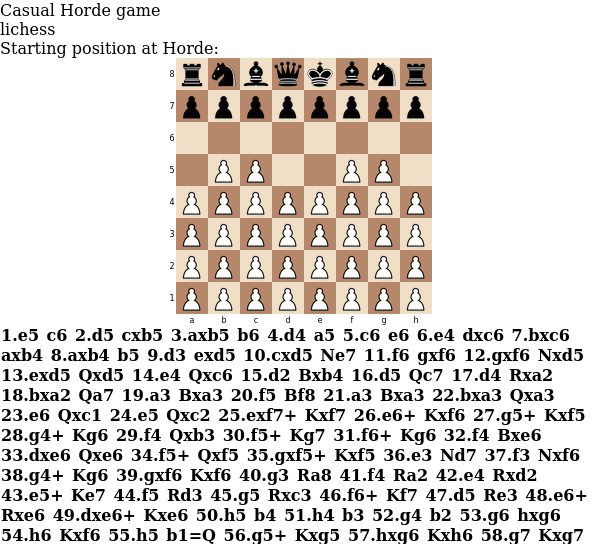 Casual Horde game
lichess
Starting position at Horde:
8
7
6
5
4
3
2
1
a b c d e f g h
1.e5 c6 2.d5 cxb5 3.axb5 b6 4.d4 a5 5.c6 e6 6.e4 dxc6 7.bxc6
axb4 8.axb4 b5 9.d3 exd5 10.cxd5 Ne7 11.f6 gxf6 12.gxf6 Nxd5
13.exd5 Qxd5 14.e4 Qxc6 15.d2 Bxb4 16.d5 Qc7 17.d4 Rxa2
18.bxa2 Qa7 19.a3 Bxa3 20.f5 Bf8 21.a3 Bxa3 22.bxa3 Qxa3
23.e6 Qxc1 24.e5 Qxc2 25.exf7+ Kxf7 26.e6+ Kxf6 27.g5+ Kxf5
28.g4+ Kg6 29.f4 Qxb3 30.f5+ Kg7 31.f6+ Kg6 32.f4 Bxe6
33.dxe6 Qxe6 34.f5+ Qxf5 35.gxf5+ Kxf5 36.e3 Nd7 37.f3 Nxf6
38.g4+ Kg6 39.gxf6 Kxf6 40.g3 Ra8 41.f4 Ra2 42.e4 Rxd2
43.e5+ Ke7 44.f5 Rd3 45.g5 Rxc3 46.f6+ Kf7 47.d5 Re3 48.e6+
Rxe6 49.dxe6+ Kxe6 50.h5 b4 51.h4 b3 52.g4 b2 53.g6 hxg6
54.h6 Kxf6 55.h5 b1=Q 56.g5+ Kxg5 57.hxg6 Kxh6 58.g7 Kxg7